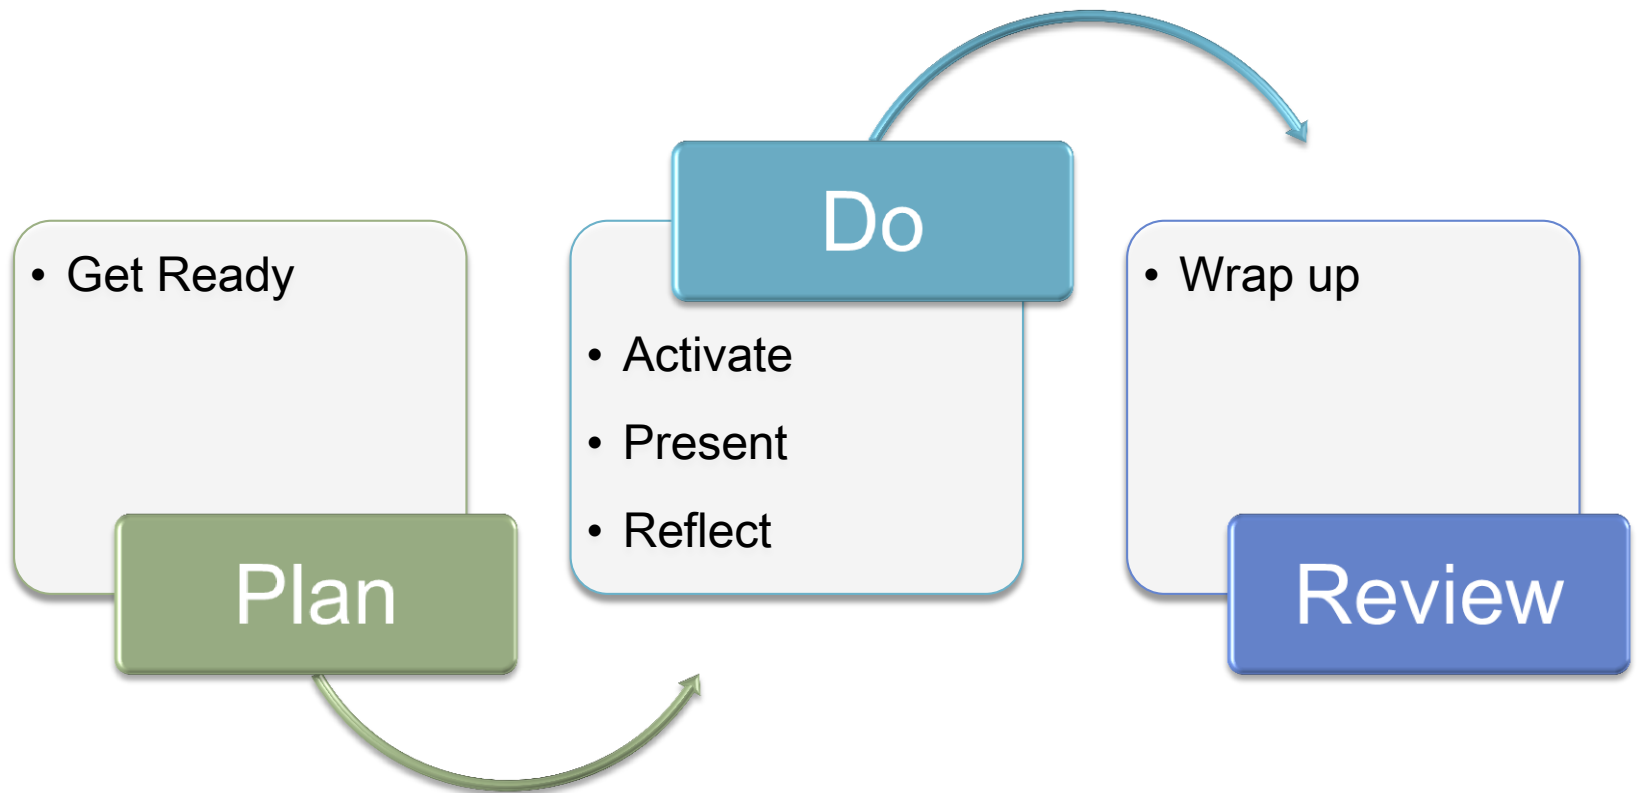 • Get Ready
Plan
Do
• Activate
• Present
• Reflect
• Wrap up
Review